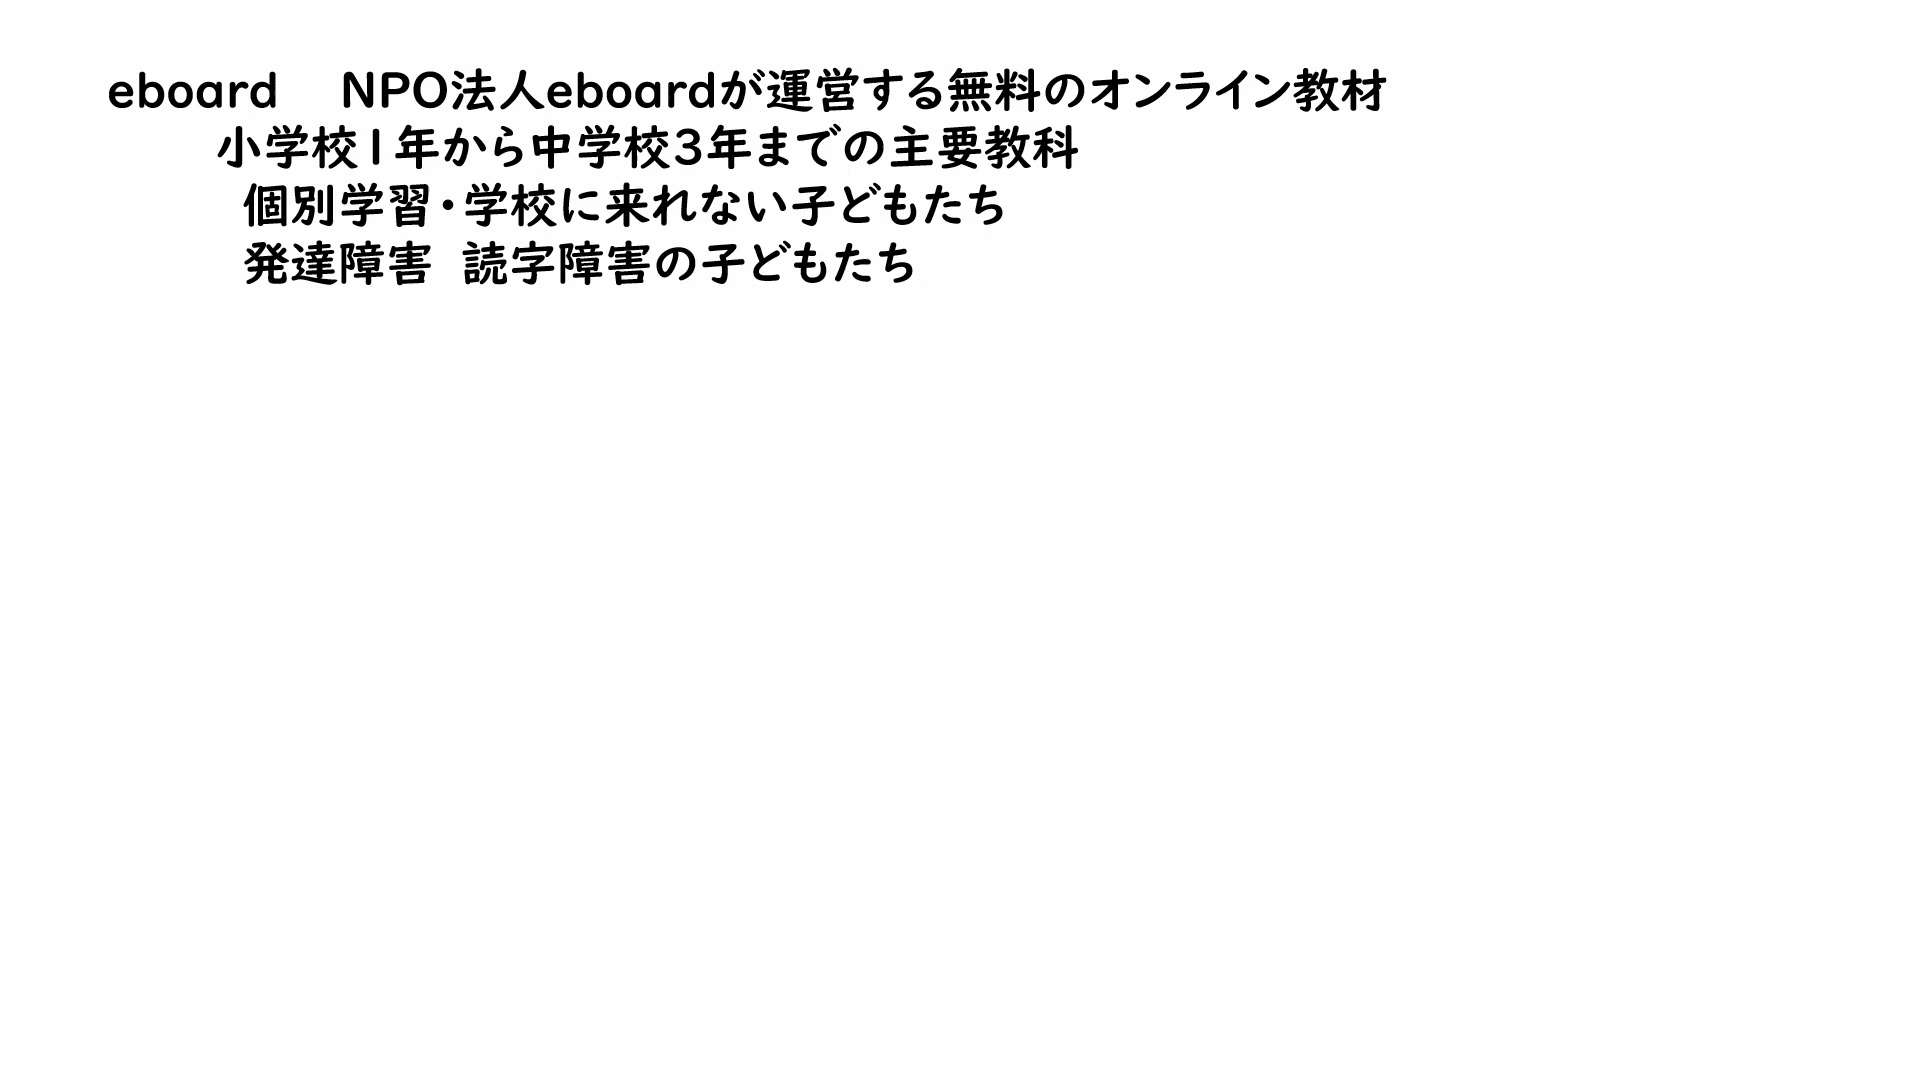 eboard　NPO法人eboardが運営する無料のオンライン教材
小学校1年から中学校3年までの主要教科
個別学習・学校に来れない子どもたち
発達障害　読字障害の子どもたち